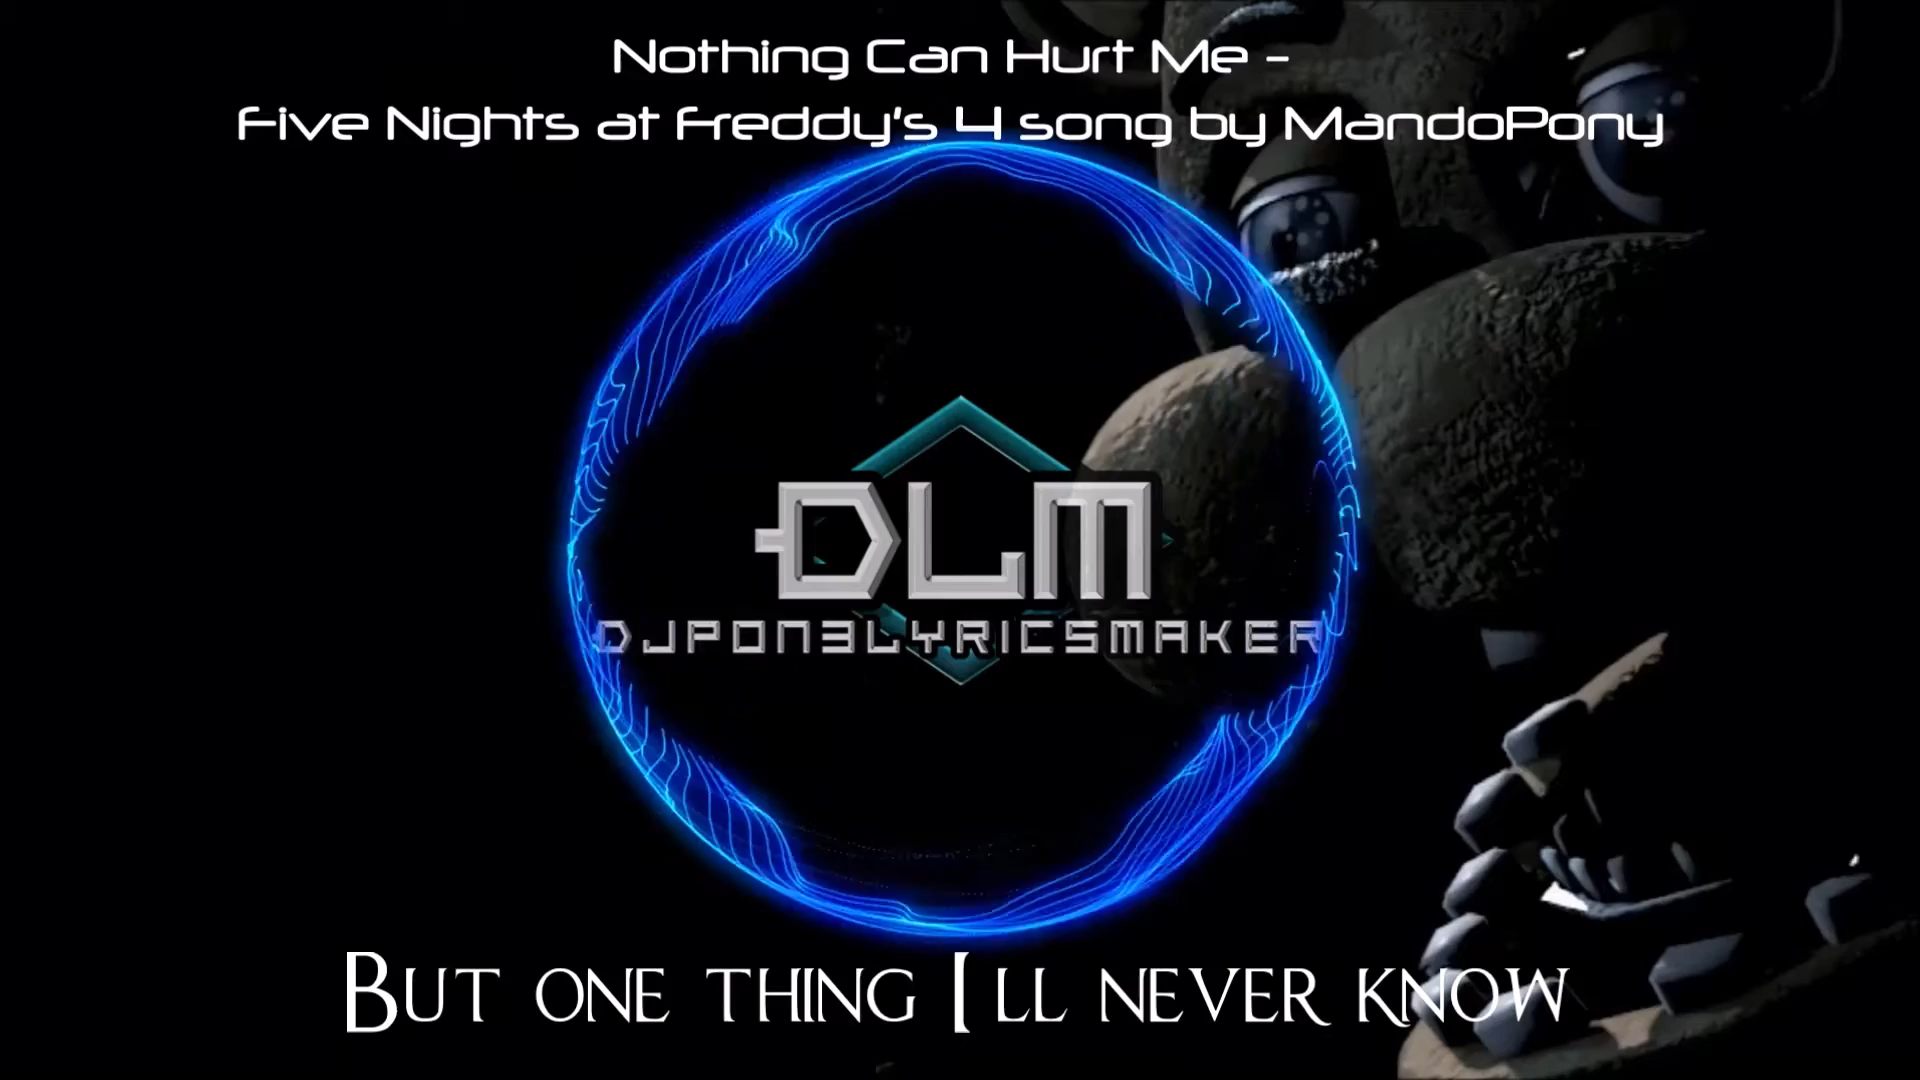 Nothing Can Hurt Me -
Five Nights at Freddy's 4 song by MandoPony
DLM
DJPON3LYRICSMAKER
But one thing I ll never know